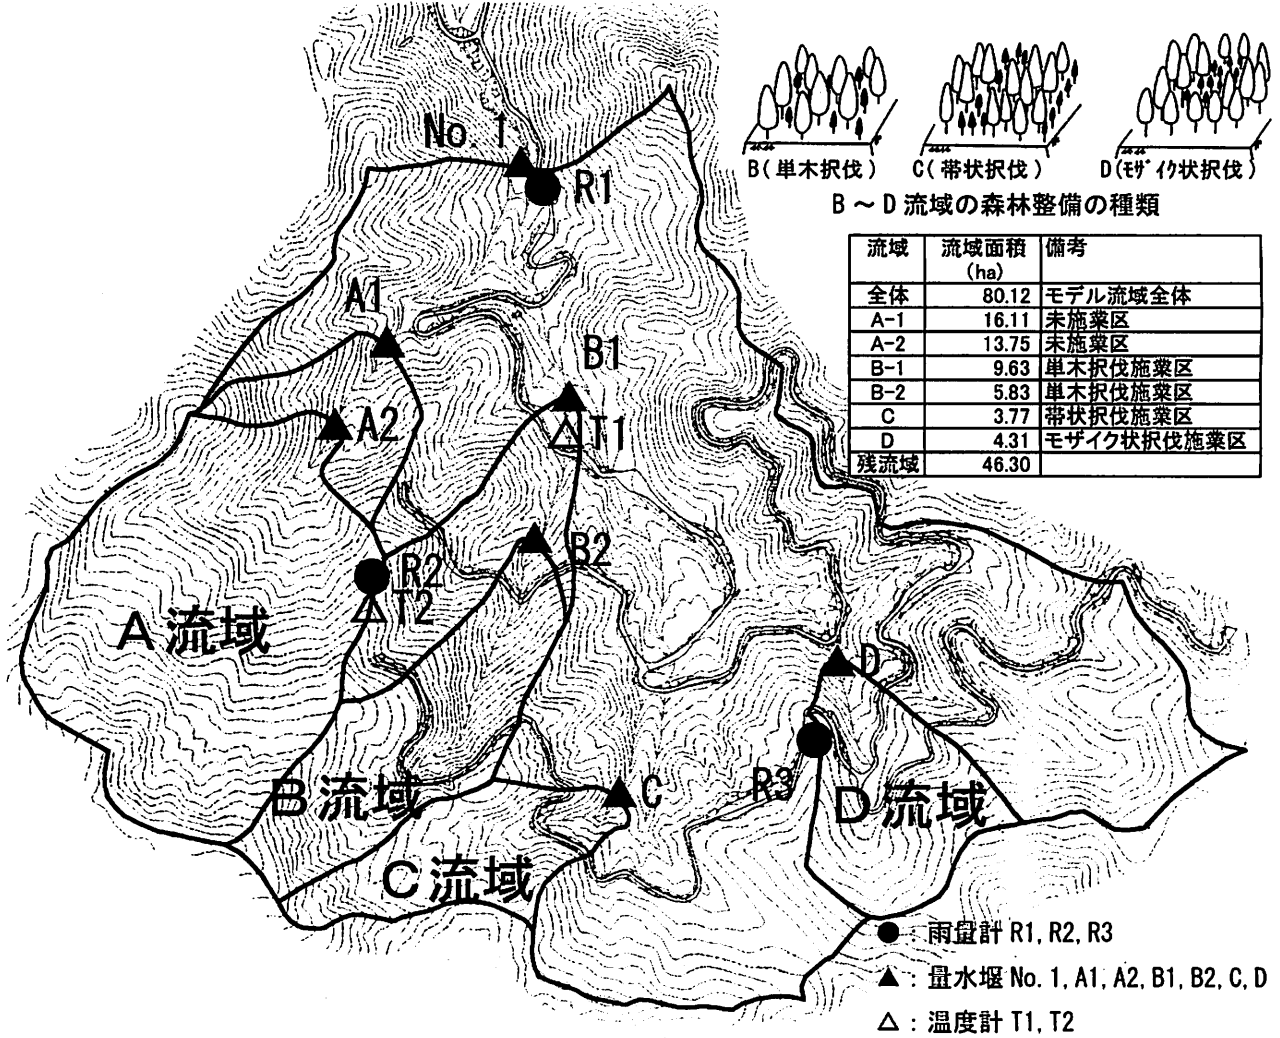 No. 1
R1
A1
B1
A2
T1
B2
R2
T2
A 流域
D
B 流域
C
R3
D 流域
C 流域
B(単木択伐)
C(帯状択伐)
D(ﾓｻﾞｲｸ状択伐)
B ～ D 流域の森林整備の種類
流域 流域面積 (ha) 備考
全体 80.12 モデル流域全体
A-1 16.11 未施業区
A-2 13.75 未施業区
B-1 9.63 単木択伐施業区
B-2 5.83 単木択伐施業区
C 3.77 帯状択伐施業区
D 4.31 モザイク状択伐施業区
残流域 46.30
● : 雨量計 R1, R2, R3
▲ : 量水堰 No. 1, A1, A2, B1, B2, C, D
△ : 温度計 T1, T2